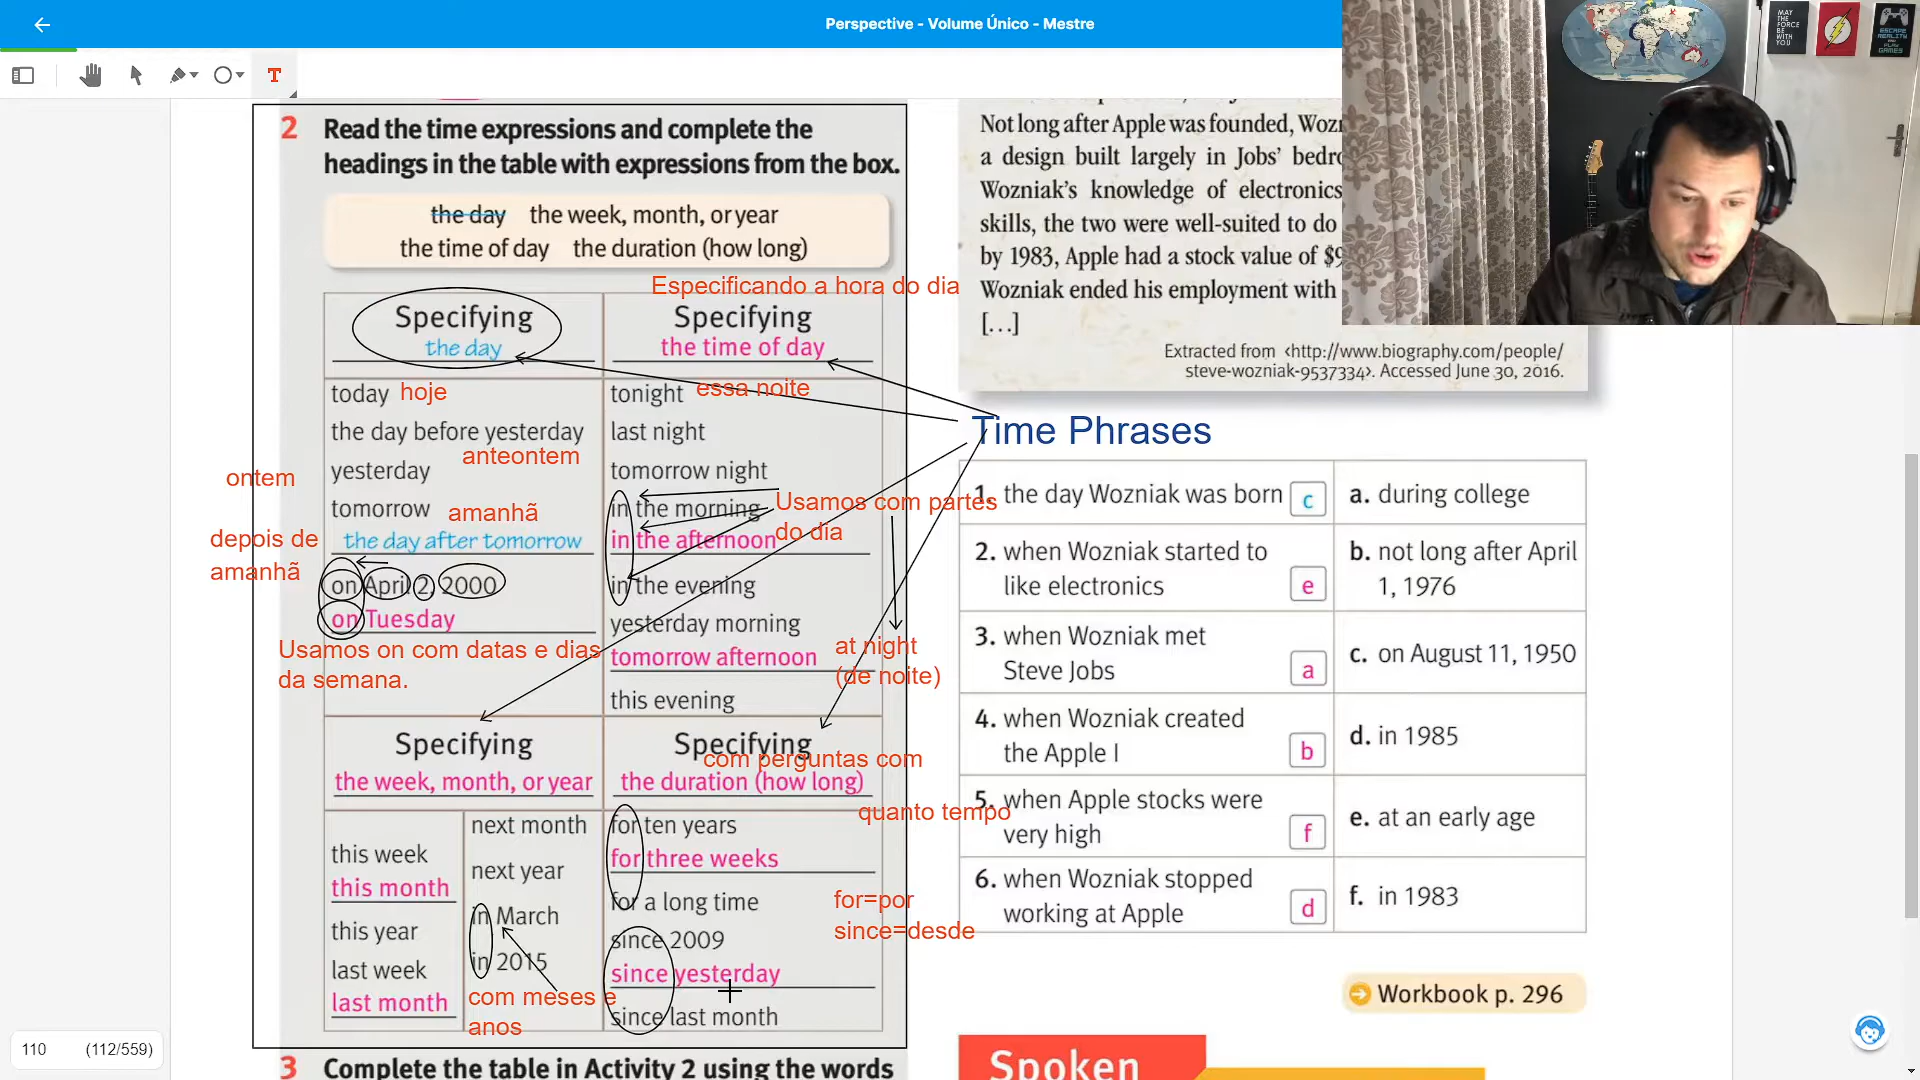 Perspective - Volume Único - Mestre
MAY THE FORCE BE WITH YOU
ESCAPE REALITY AND PLAY GAMES
T
2 Read the time expressions and complete the
headings in the table with expressions from the box.
the day the week, month, or year
the time of day the duration (how long)
Especificando a hora do dia
Specifying
the day
Specifying
the time of day
today hoje
the day before yesterday
anteontem
yesterday
ontem
tomorrow amanhã
the day after tomorrow
depois de
amanhã
on April 2, 2000
on Tuesday
Usamos on com datas e dias
da semana.
tonight essa noite
last night
tomorrow night
in the morning
in the afternoon
Usamos com partes
do dia
in the evening
yesterday morning
tomorrow afternoon
at night
(de noite)
this evening
Specifying
the week, month, or year
Specifying
com perguntas com
the duration (how long)
quanto tempo
this week
this month
this year
last week
last month
next month
next year
in March
in 2015
com meses e
anos
for ten years
for three weeks
for a long time
since 2009
since yesterday
since last month
for=por
since=desde
3 Complete the table in Activity 2 using the words
Not long after Apple was founded,
a design built largely in Jobs'
Wozniak's knowledge of electronics
skills, the two were well-suited to do
by 1983, Apple had a stock value of
Wozniak ended his employment with
[...]
Extracted from <http://www.biography.com/people/
steve-wozniak-9537334>. Accessed June 30, 2016.
Time Phrases
1. the day Wozniak was born c
a. during college
2. when Wozniak started to
like electronics e
b. not long after April
1, 1976
3. when Wozniak met
Steve Jobs a
c. on August 11, 1950
4. when Wozniak created
the Apple I b
d. in 1985
5. when Apple stocks were
very high f
e. at an early age
6. when Wozniak stopped
working at Apple d
f. in 1983
Workbook p. 296
Spoken
110 (112/559)